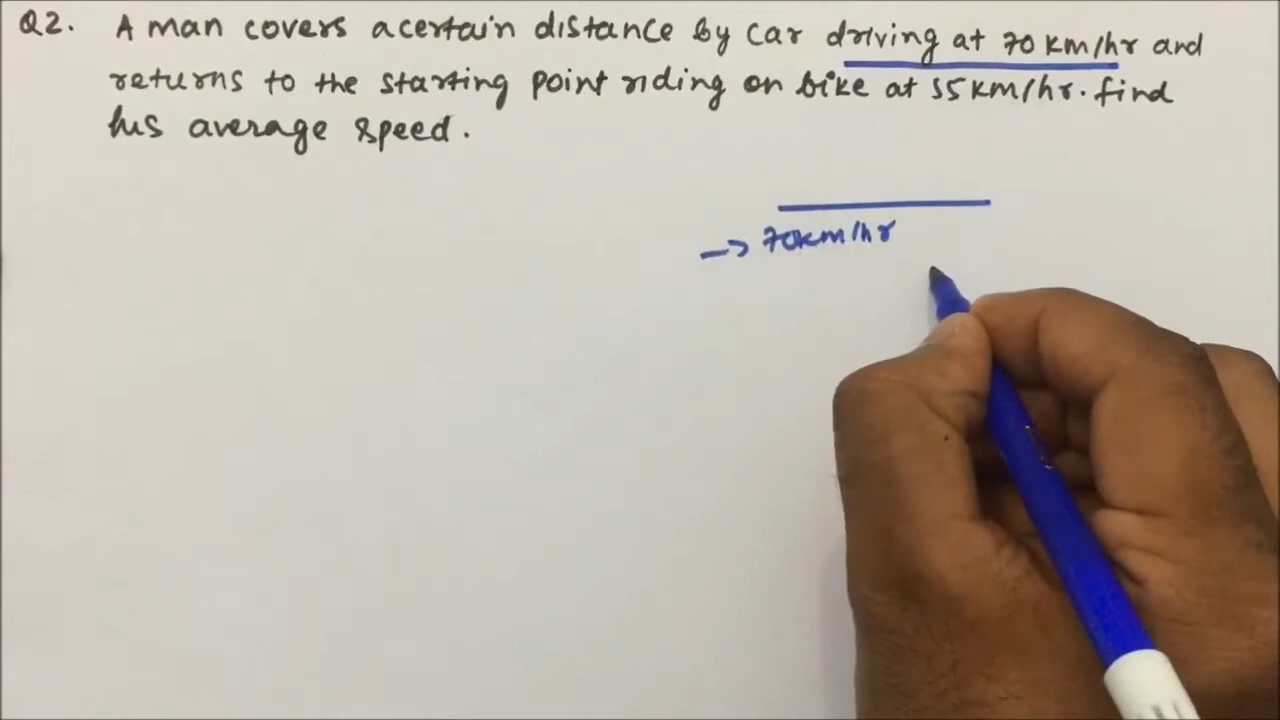 Q2. A man covers a certain distance by car driving at 70 km/hr and
returns to the starting point riding on bike at 55 km/hr. find
his average speed.
→ 70km/hr